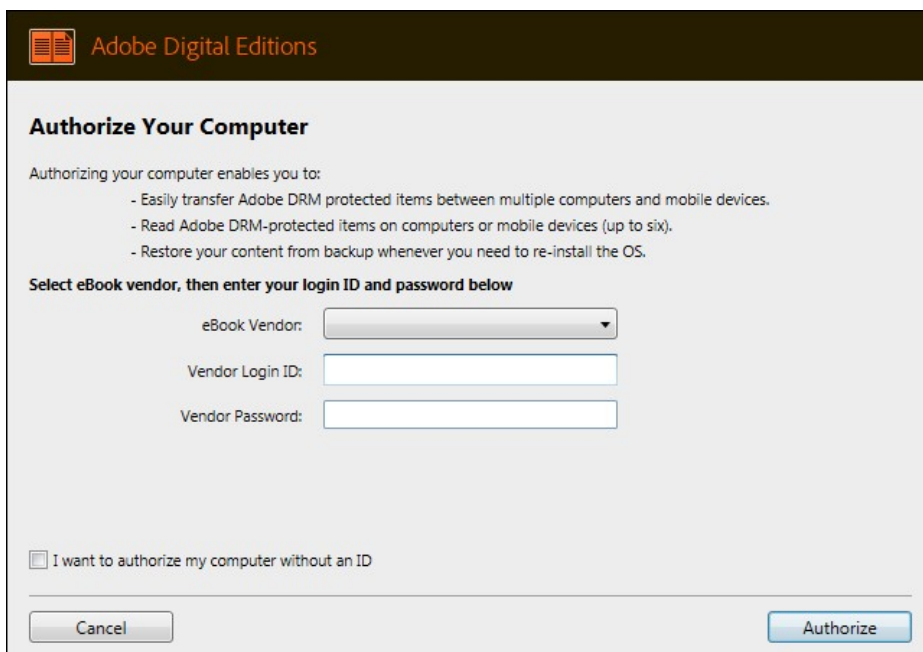 Adobe Digital Editions
Authorize Your Computer
Authorizing your computer enables you to:
- Easily transfer Adobe DRM protected items between multiple computers and mobile devices.
- Read Adobe DRM-protected items on computers or mobile devices (up to six).
- Restore your content from backup whenever you need to re-install the OS.
Select eBook vendor, then enter your login ID and password below
eBook Vendor:
Vendor Login ID:
Vendor Password:
I want to authorize my computer without an ID
Cancel Authorize